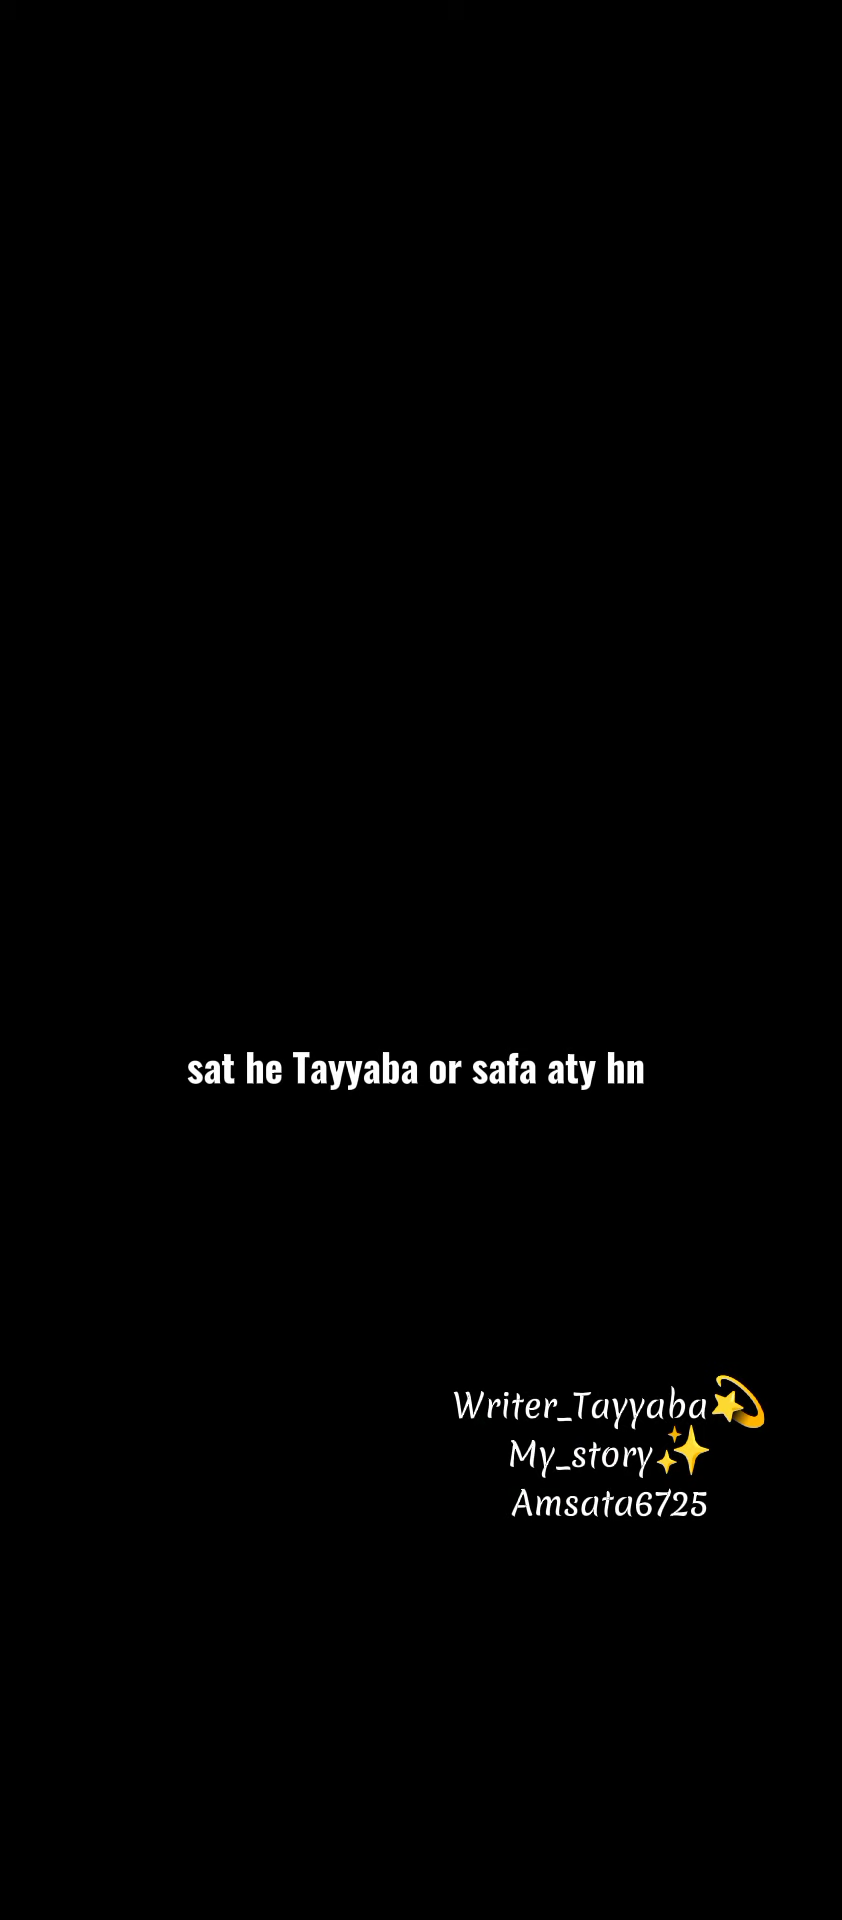 sat he Tayyaba or safa aty hn
Writer_Tayyaba💫
My_story✨
Amsata6725